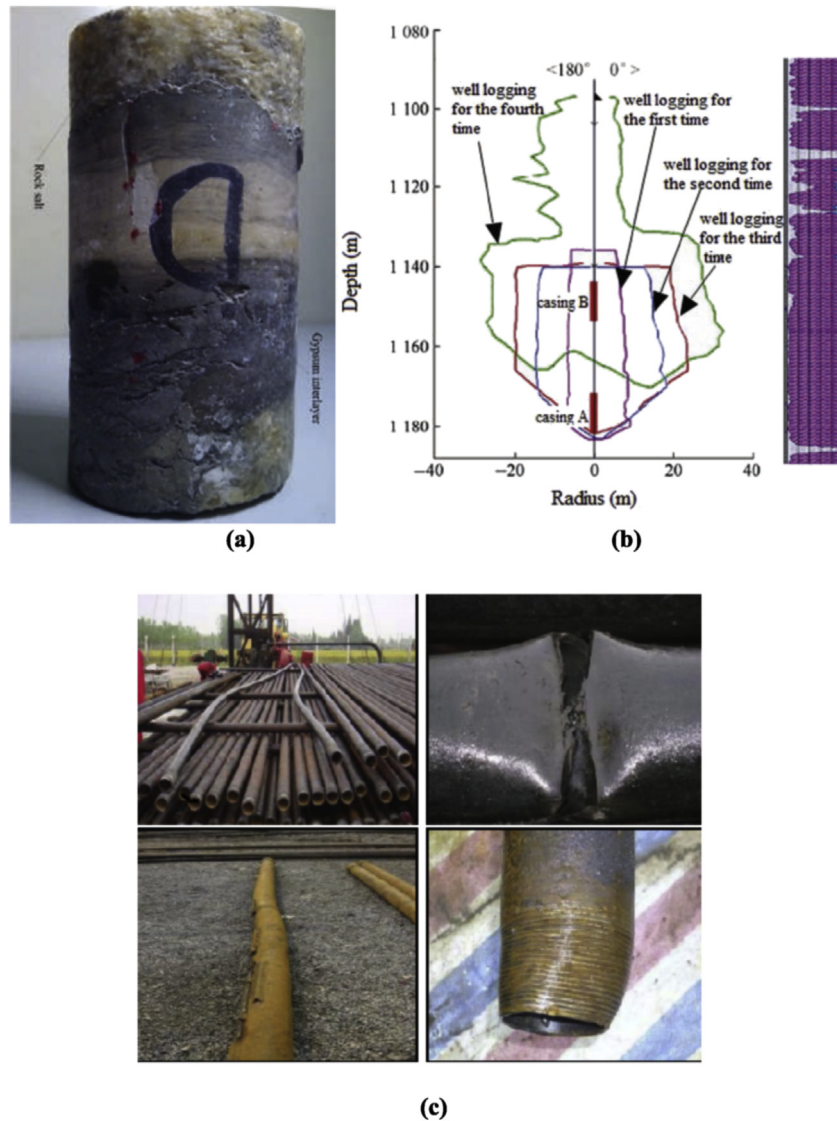 Rock salt
Gypsum interlayer
D
(a)
1 080
1 100
1 120
1 140
1 160
1 180
Depth (m)
<180° 0° >
well logging
for the fourth
time
well logging for
the first time
well logging for
the second time
well logging
for the third
time
casing B
casing A
−40 −20 0 20 40
Radius (m)
(b)
(c)